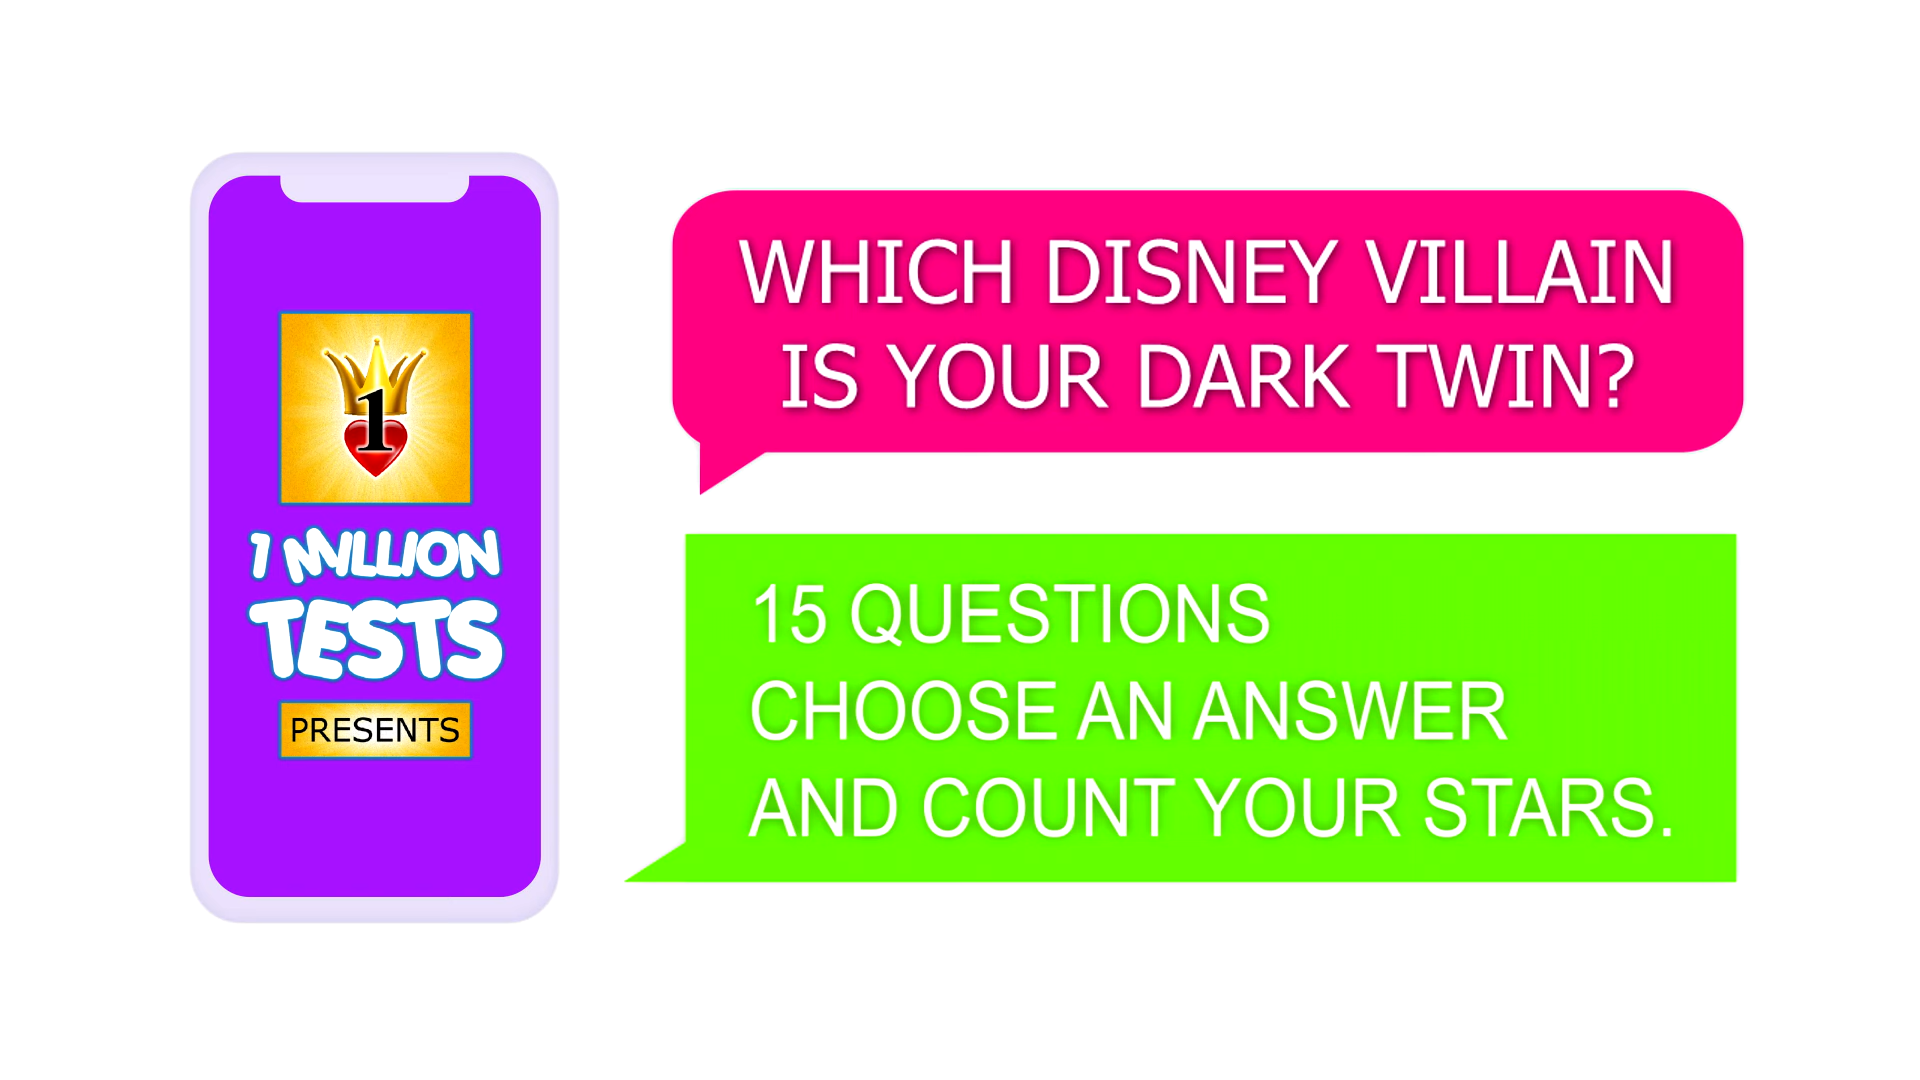 1
1 MILLION
TESTS
PRESENTS
WHICH DISNEY VILLAIN
IS YOUR DARK TWIN?
15 QUESTIONS
CHOOSE AN ANSWER
AND COUNT YOUR STARS.